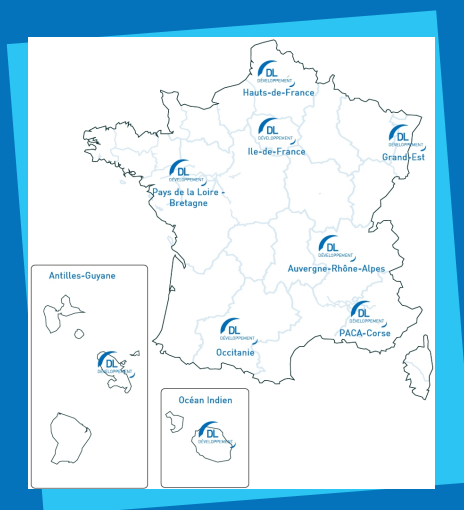 DL
DÉVELOPPEMENT
Hauts-de-France
DL
DÉVELOPPEMENT
Ile-de-France
DL
DÉVELOPPEMENT
Grand-Est
DL
DÉVELOPPEMENT
Pays de la Loire -
Bretagne
DL
DÉVELOPPEMENT
Auvergne-Rhône-Alpes
DL
DÉVELOPPEMENT
PACA-Corse
DL
DÉVELOPPEMENT
Occitanie
Antilles-Guyane
DL
DÉVELOPPEMENT
Océan Indien
DL
DÉVELOPPEMENT